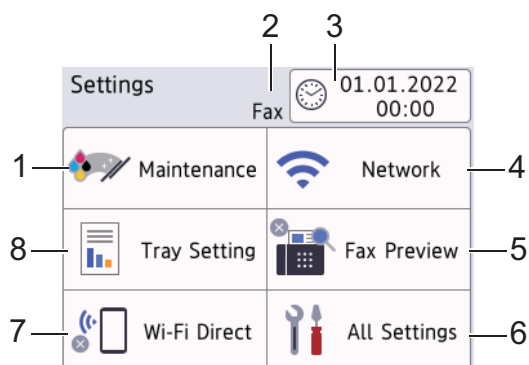 2 3
Settings
Fax
01.01.2022
00:00
1 Maintenance Network 4
8 Tray Setting Fax Preview 5
7 Wi-Fi Direct All Settings 6